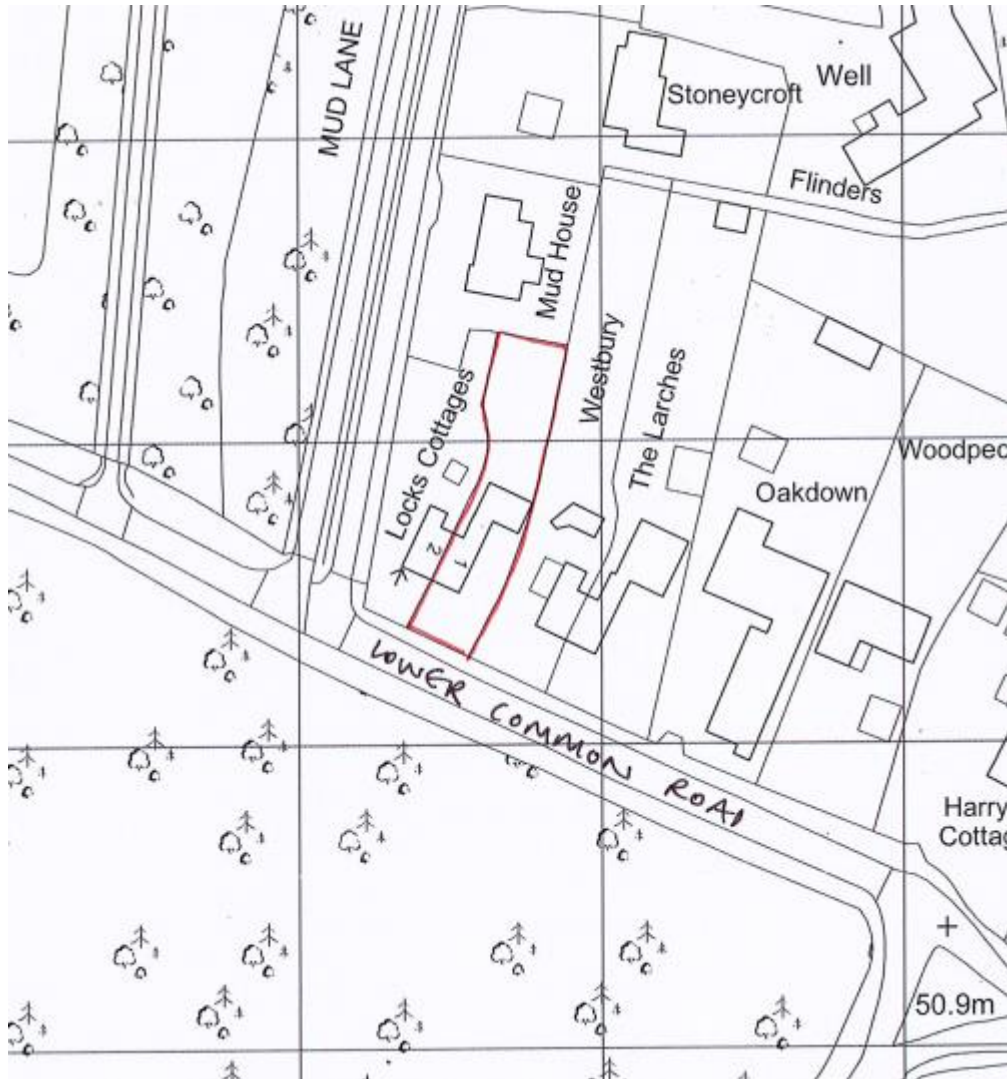 MUD LANE
Stoneycroft
Well
Flinders
Mud House
Westbury
The Larches
Locks Cottages
2
1
Oakdown
Woodpec
LOWER COMMON ROAD
Harry
Cottag
50.9m